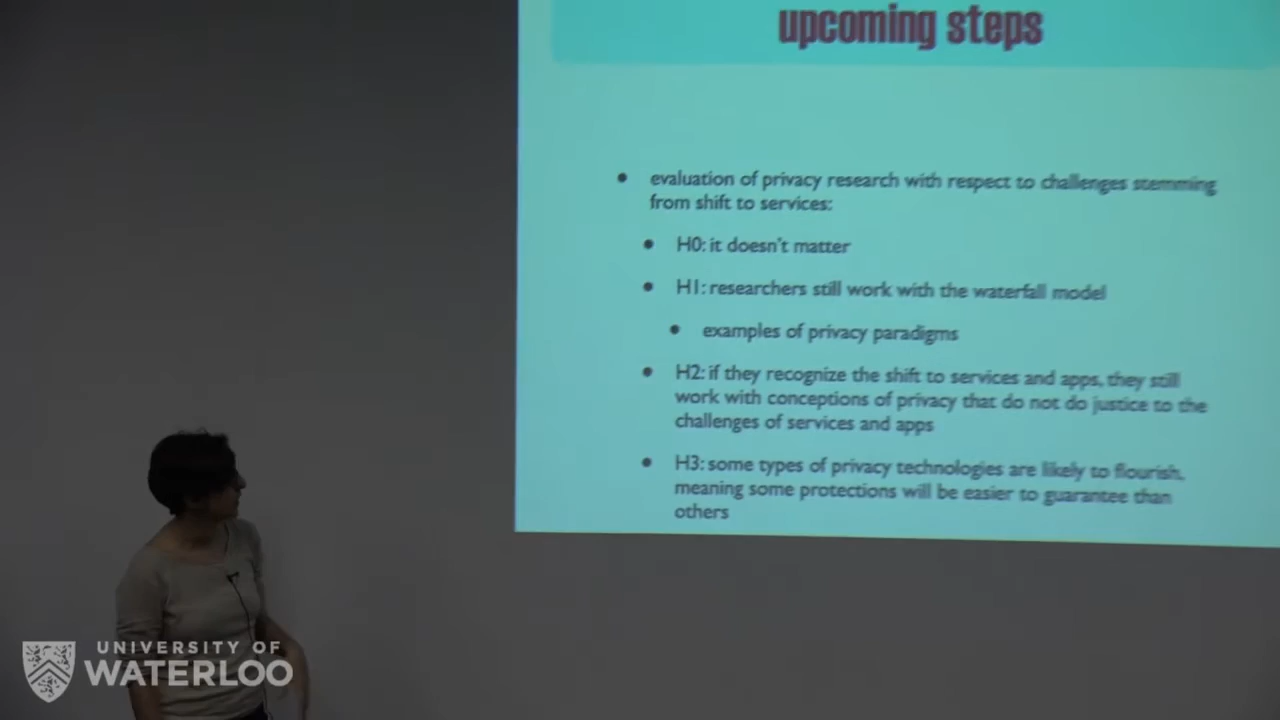 upcoming steps
• evaluation of privacy research with respect to challenges stemming
from shift to services:
• H0: it doesn't matter
• H1: researchers still work with the waterfall model
• examples of privacy paradigms
• H2: if they recognize the shift to services and apps, they still
work with conceptions of privacy that do not do justice to the
challenges of services and apps
• H3: some types of privacy technologies are likely to flourish,
meaning some protections will be easier to guarantee than
others
UNIVERSITY OF
WATERLOO